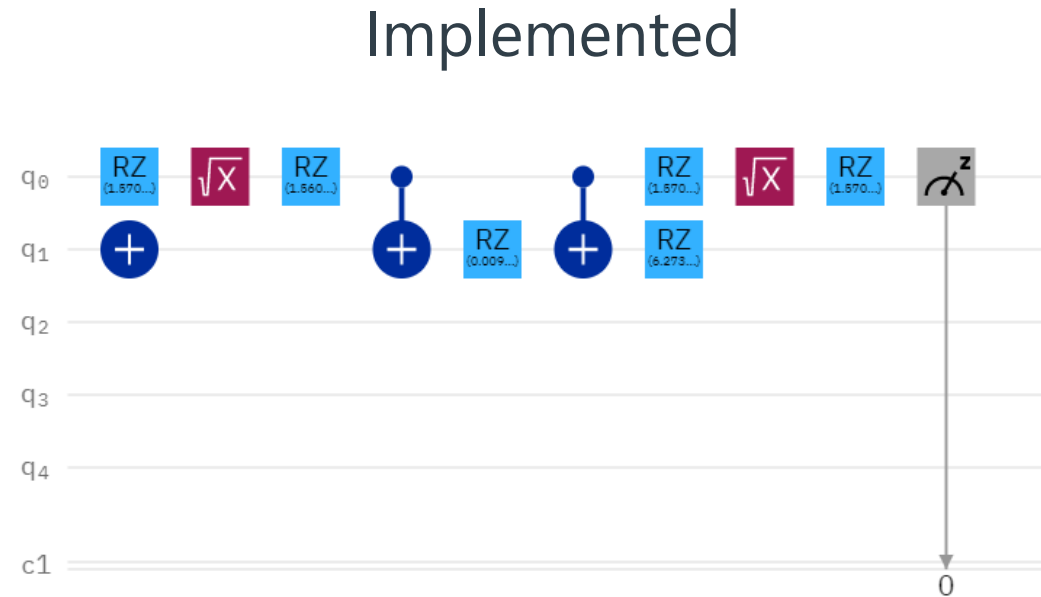 Implemented
q0 RZ (1.570...) √X RZ (1.560...) RZ (1.570...) √X RZ (1.570...) z
q1 + + RZ (0.009...) + RZ (6.273...)
q2
q3
q4
c1
0